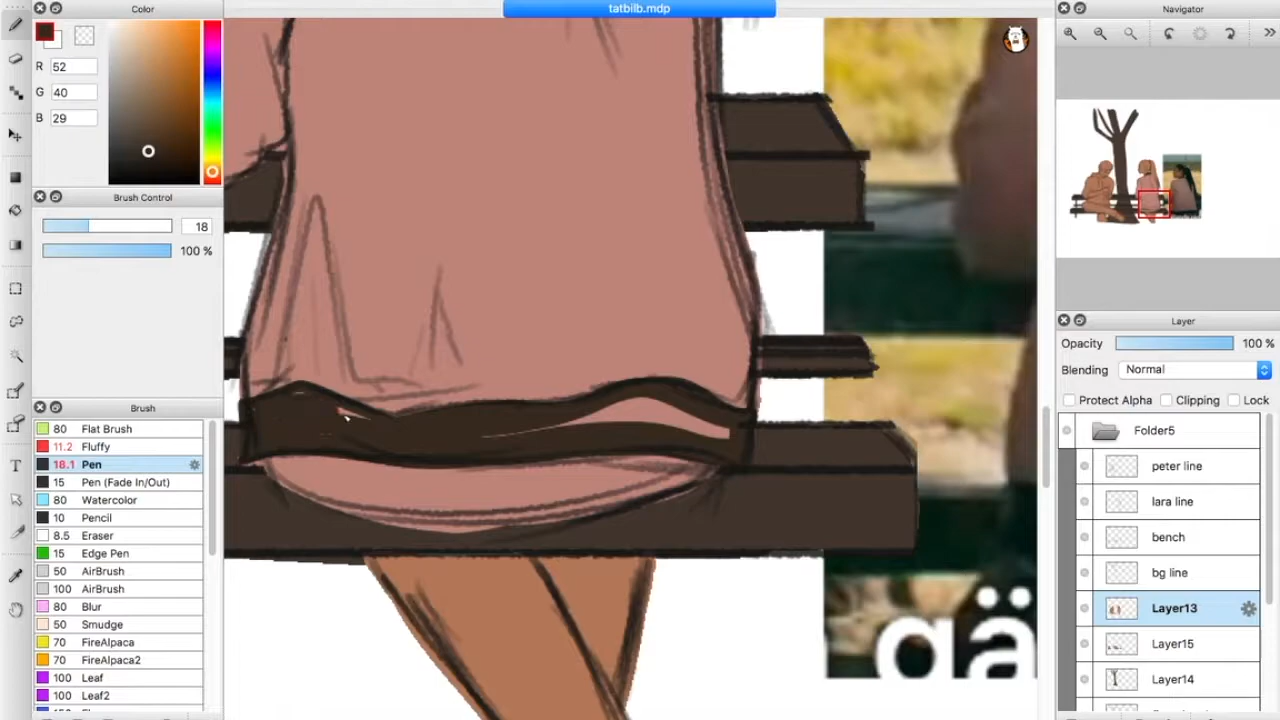 Color
tatbilb.mdp
Navigator
R 52
G 40
B 29
Brush Control
18
100 %
Layer
Opacity 100 %
Blending Normal
Protect Alpha Clipping Lock
Folder5
peter line
lara line
bench
bg line
Layer13
Layer15
Layer14
Brush
80 Flat Brush
11.2 Fluffy
18.1 Pen
15 Pen (Fade In/Out)
80 Watercolor
10 Pencil
8.5 Eraser
15 Edge Pen
50 AirBrush
100 AirBrush
80 Blur
50 Smudge
70 FireAlpaca
70 FireAlpaca2
100 Leaf
100 Leaf2
gä